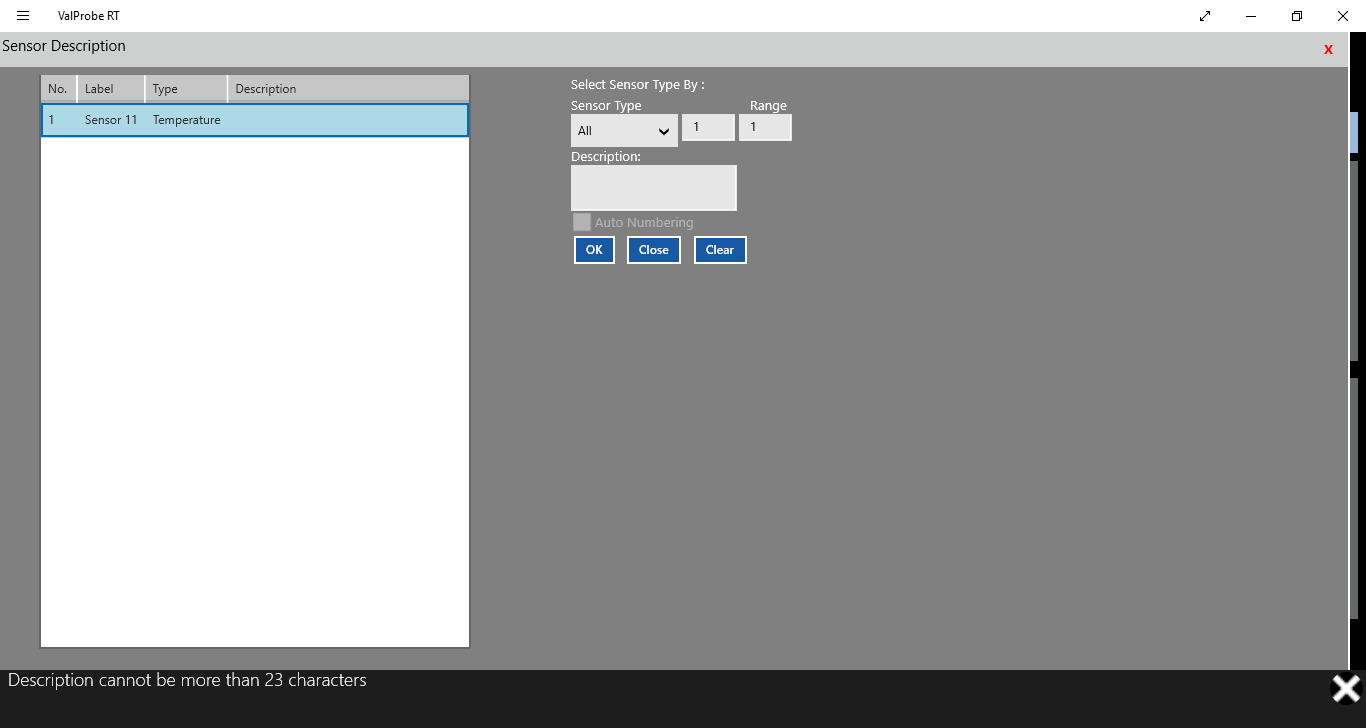 ValProbe RT
Sensor Description
X
No. Label Type Description
1 Sensor 11 Temperature
Select Sensor Type By :
Sensor Type Range
All 1 1
Description:
Auto Numbering
OK Close Clear
Description cannot be more than 23 characters